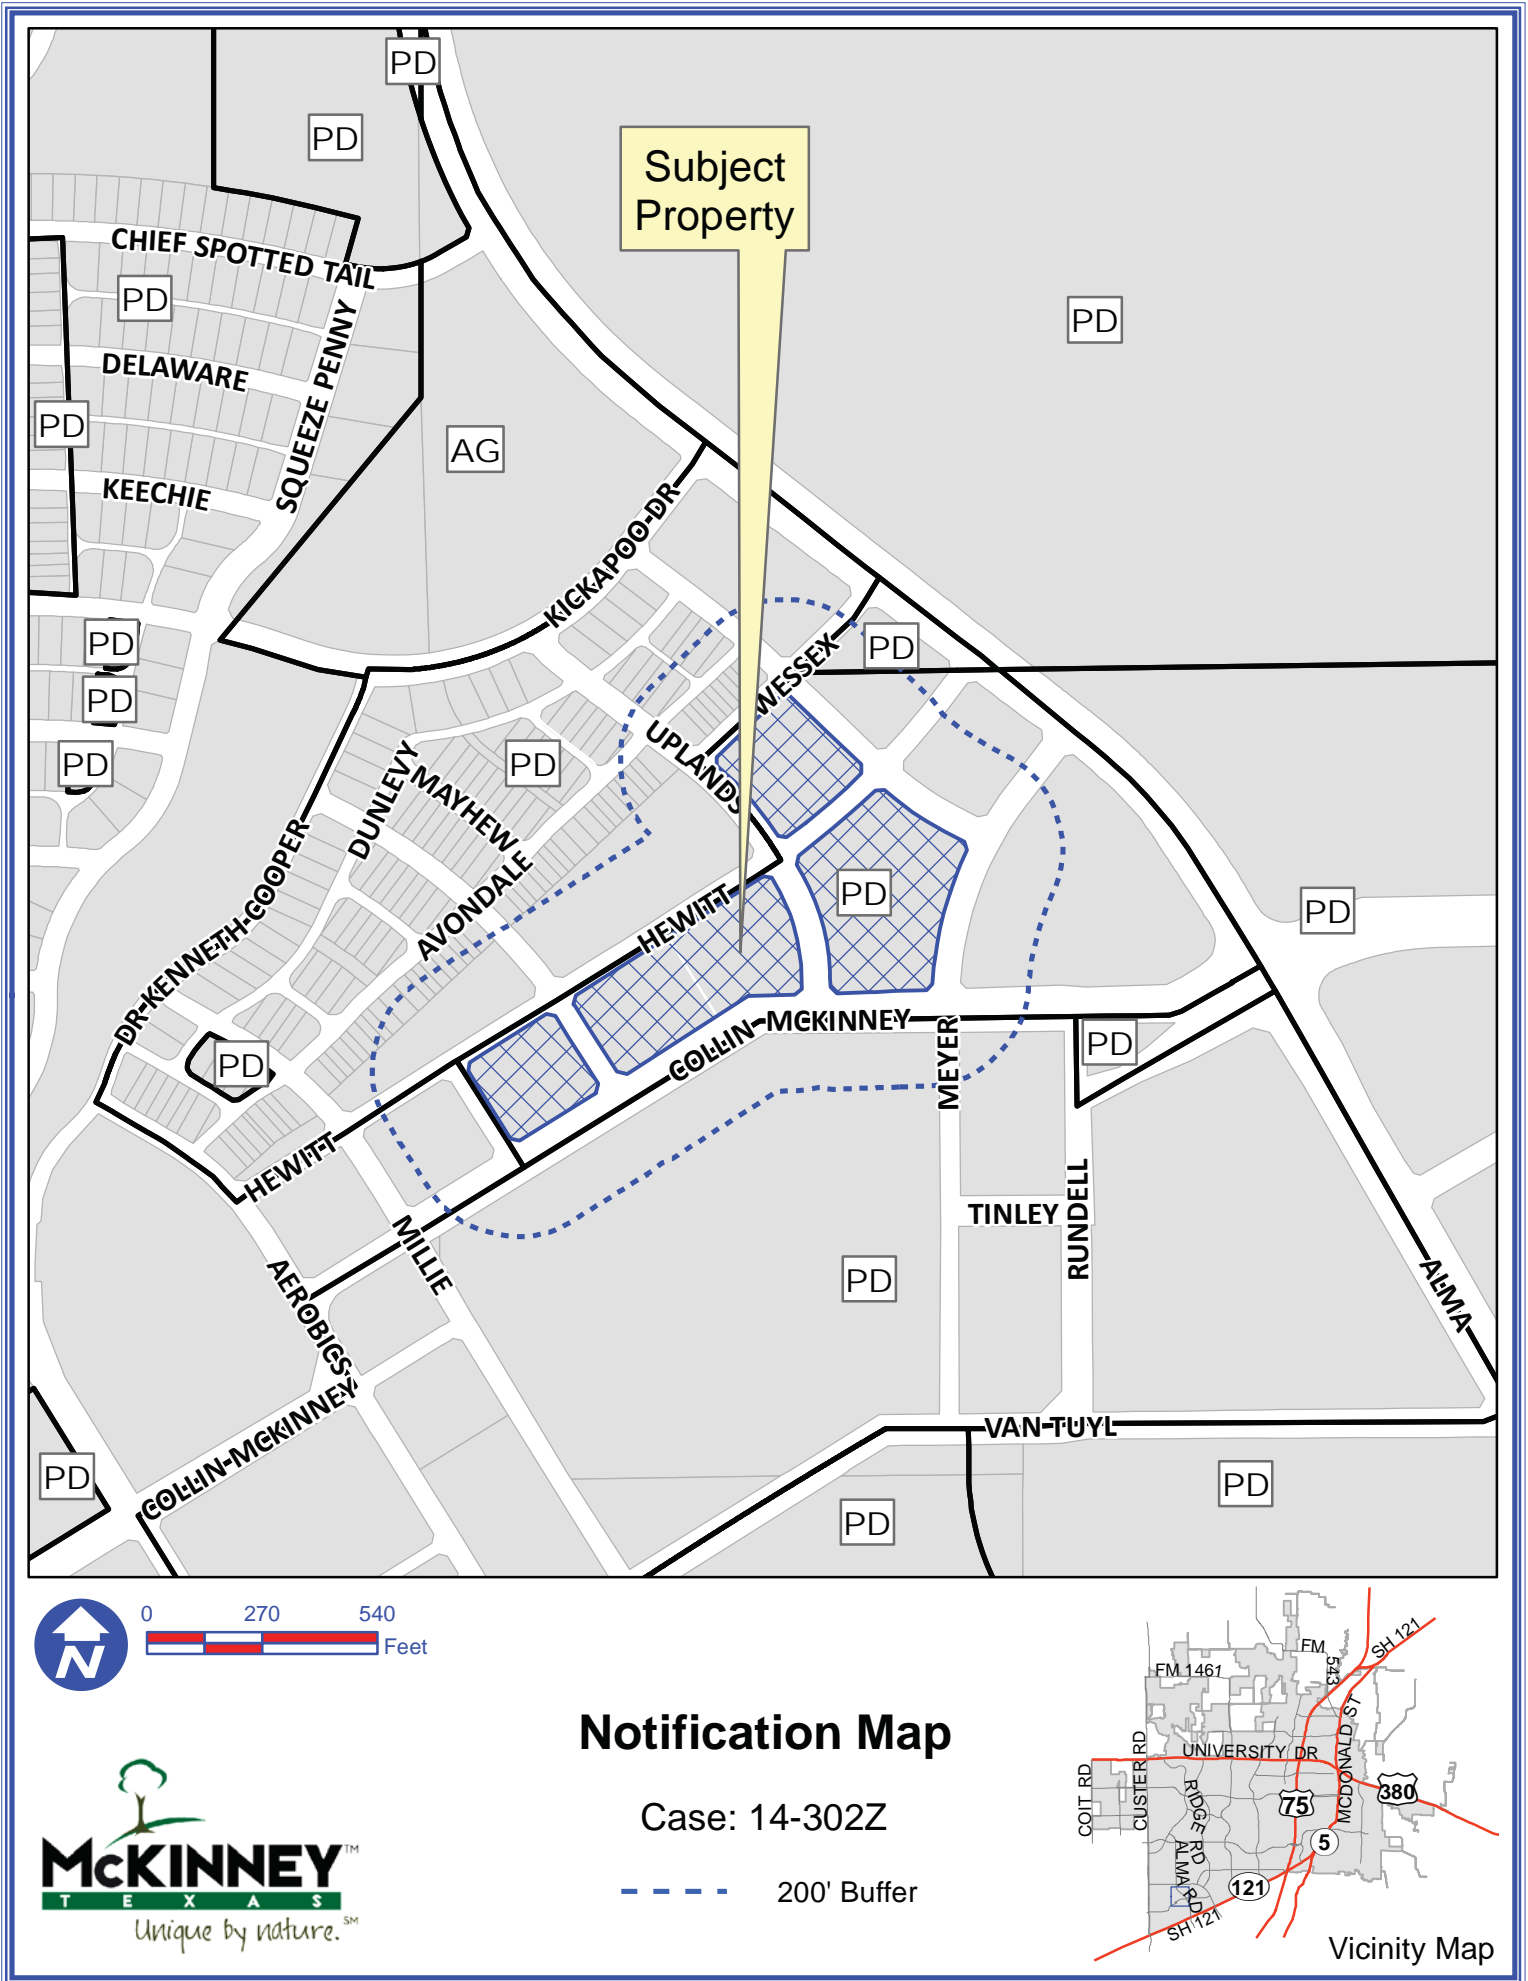 PD
PD
Subject
Property
CHIEF SPOTTED TAIL
PD
SQUEEZE PENNY
PD
DELAWARE
PD
AG
KEECHIE
KICKAPOO DR
PD
PD
WESSEX
PD
UPLANDS
PD
PD
DUNLEVY
MAYHEW
AVONDALE
DR KENNETH COOPER
PD
HEWITT
PD
COLLIN MCKINNEY
MEYER
PD
PD
HEWITT
MILLIE
TINLEY
RUNDELL
AEROBICS
PD
ALMA
COLLIN MCKINNEY
VAN TUYL
PD
PD
PD
N
0 270 540
Feet
Notification Map
Case: 14-302Z
200' Buffer
McKINNEY™
TEXAS
Unique by nature.℠
FM 543
SH 121
FM 1461
MCDONALD ST
UNIVERSITY DR
COIT RD
CUSTER RD
RIDGE RD
380
75
5
ALMA RD
121
SH 121
Vicinity Map